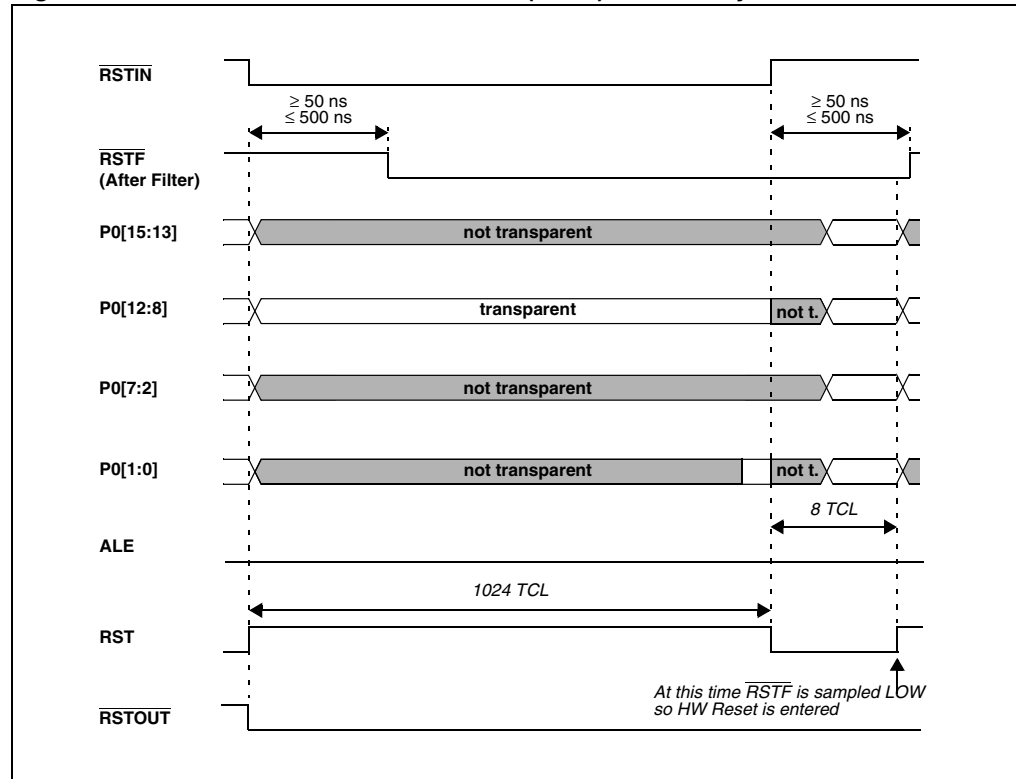 RSTIN
≥ 50 ns
≤ 500 ns
≥ 50 ns
≤ 500 ns
RSTF
(After Filter)
P0[15:13]
not transparent
P0[12:8]
transparent
not t.
P0[7:2]
not transparent
P0[1:0]
not transparent
not t.
8 TCL
ALE
1024 TCL
RST
At this time RSTF is sampled LOW
so HW Reset is entered
RSTOUT